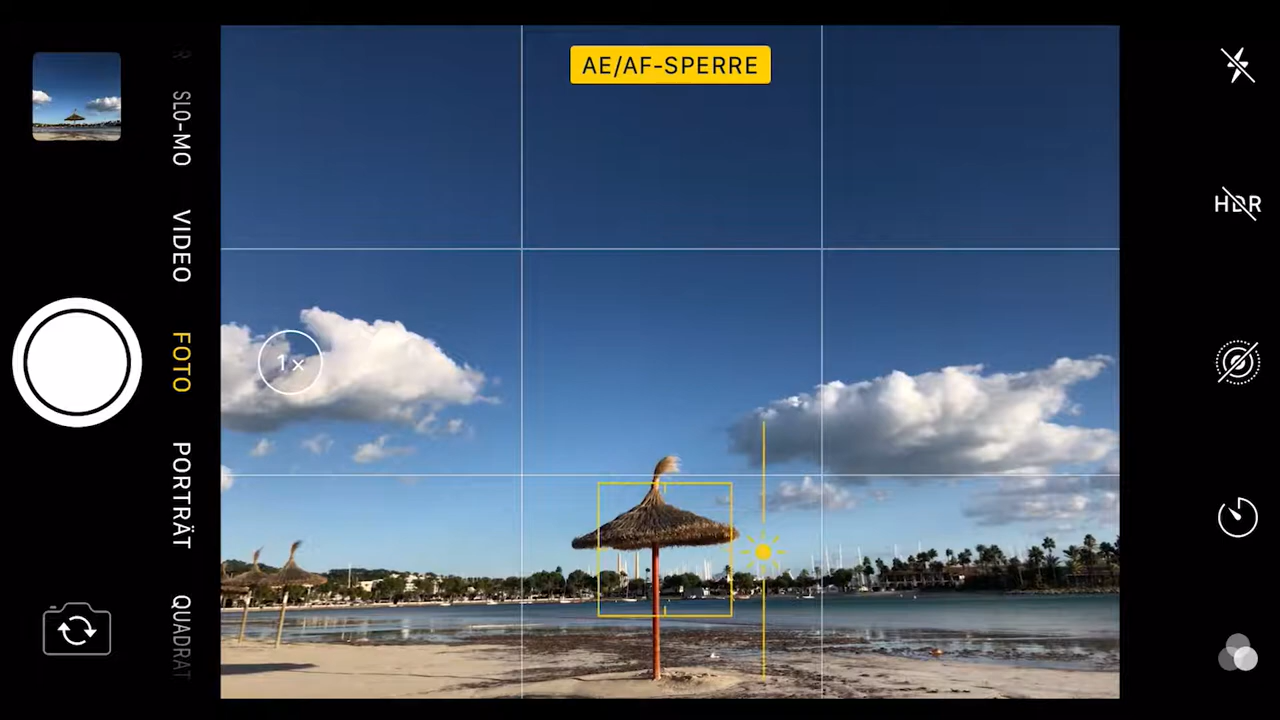 AE/AF-SPERRE
SLO-MO
VIDEO
FOTO
PORTRÄT
QUADRAT
1×
HDR